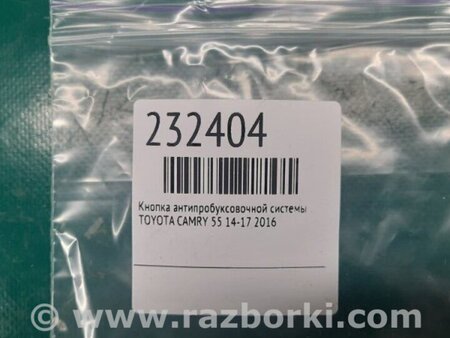 232404
Кнопка антипробуксовочной системы
TOYOTA CAMRY 55 14-17 2016
www.razborki.com